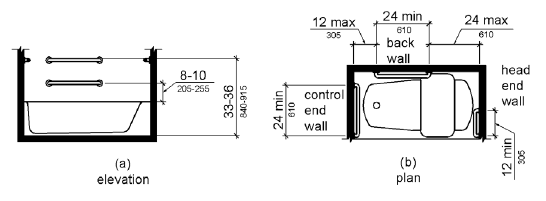 8-10
205-255
33-36
840-915
(a)
elevation
12 max
305
24 min
610
24 max
610
back
wall
control
end
wall
24 min
610
head
end
wall
12 min
305
(b)
plan